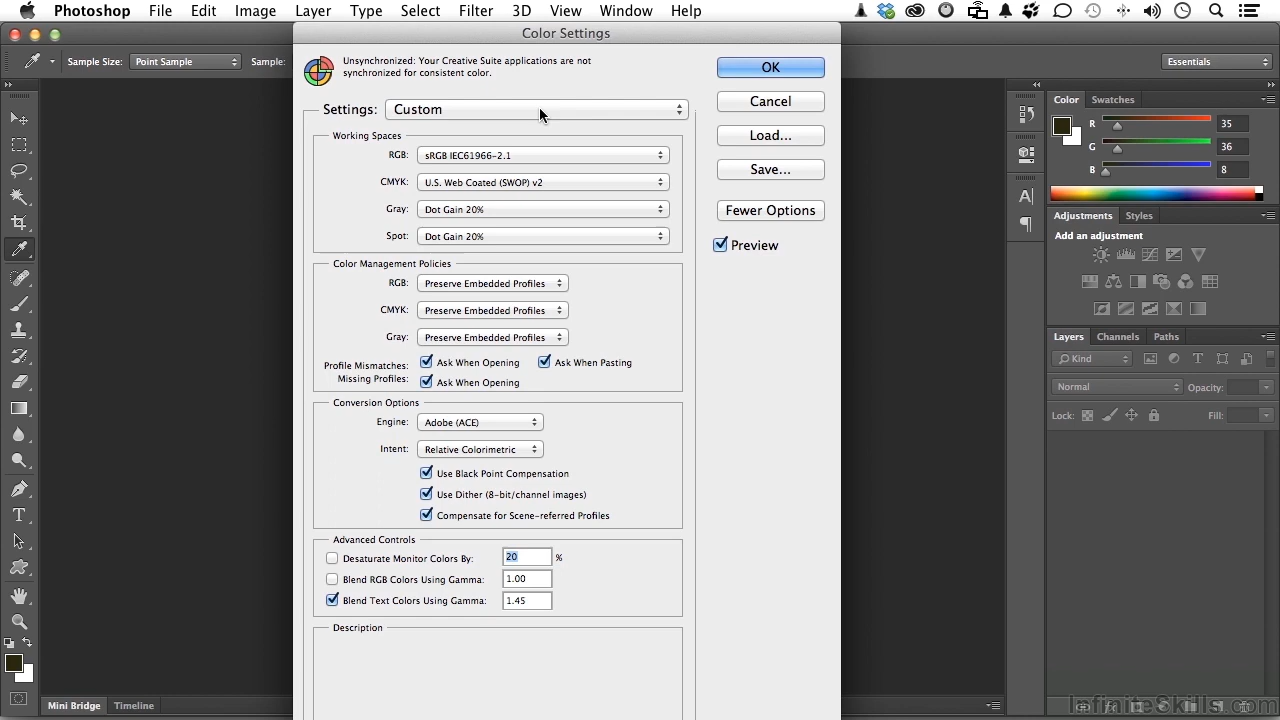 Photoshop File Edit Image Layer Type Select Filter 3D View Window Help
Color Settings
Sample Size: Point Sample Sample:
Essentials
Unsynchronized: Your Creative Suite applications are not
synchronized for consistent color.
OK
Cancel
Load...
Save...
Fewer Options
Preview
Settings: Custom
Working Spaces
RGB: sRGB IEC61966-2.1
CMYK: U.S. Web Coated (SWOP) v2
Gray: Dot Gain 20%
Spot: Dot Gain 20%
Color Management Policies
RGB: Preserve Embedded Profiles
CMYK: Preserve Embedded Profiles
Gray: Preserve Embedded Profiles
Profile Mismatches: Ask When Opening Ask When Pasting
Missing Profiles: Ask When Opening
Conversion Options
Engine: Adobe (ACE)
Intent: Relative Colorimetric
Use Black Point Compensation
Use Dither (8-bit/channel images)
Compensate for Scene-referred Profiles
Advanced Controls
Desaturate Monitor Colors By: 20 %
Blend RGB Colors Using Gamma: 1.00
Blend Text Colors Using Gamma: 1.45
Description
Color Swatches
R 35
G 36
B 8
Adjustments Styles
Add an adjustment
Layers Channels Paths
Kind
Normal Opacity:
Lock: Fill:
Mini Bridge Timeline
InfiniteSkills.com